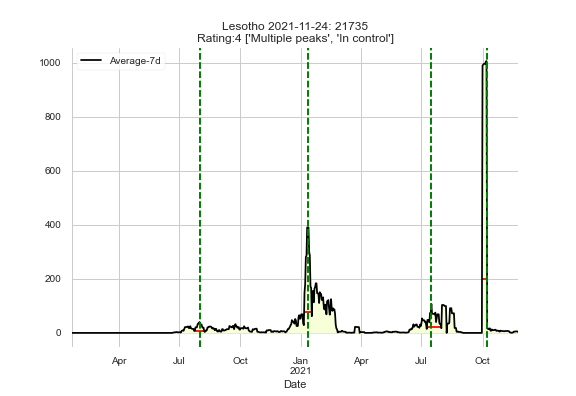 Lesotho 2021-11-24: 21735
Rating:4 ['Multiple peaks', 'In control']
Average-7d
1000
800
600
400
200
0
Apr Jul Oct Jan Apr Jul Oct
2021
Date